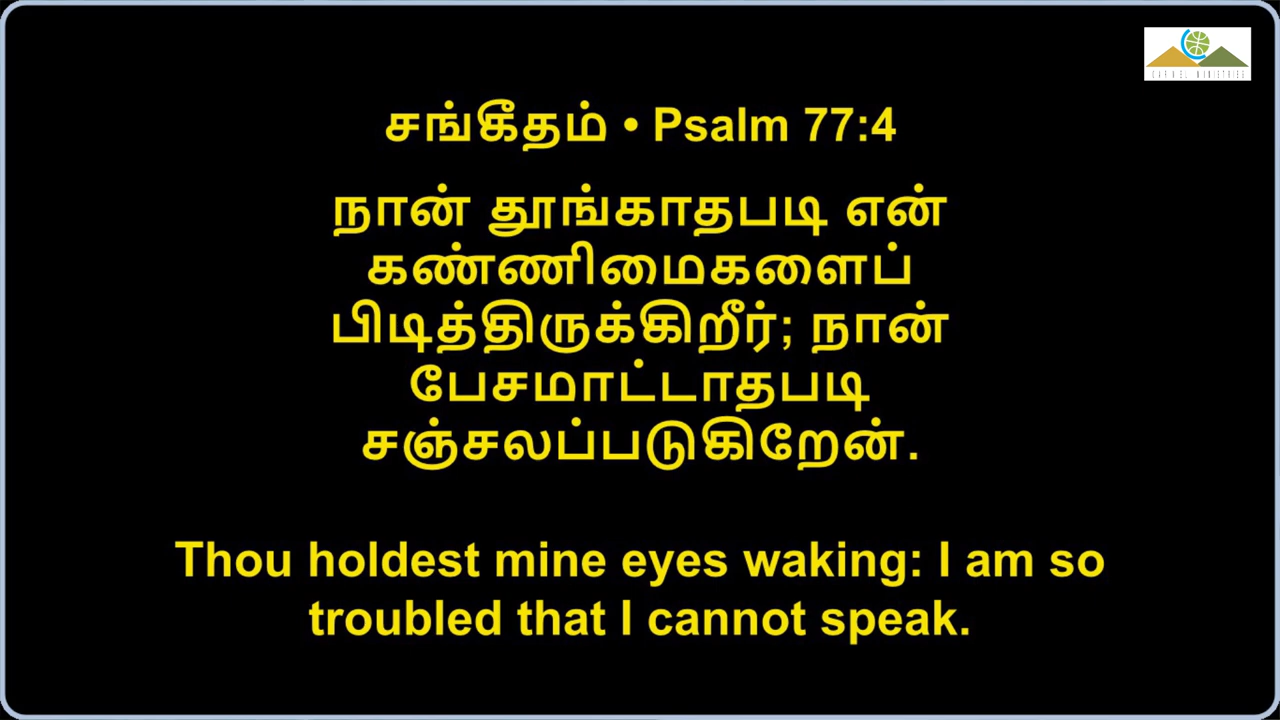 சங்கீதம் • Psalm 77:4
நான் தூங்காதபடி என்
கண்ணிமைகளைப்
பிடித்திருக்கிறீர்; நான்
பேசமாட்டாதபடி
சஞ்சலப்படுகிறேன்.
Thou holdest mine eyes waking: I am so
troubled that I cannot speak.